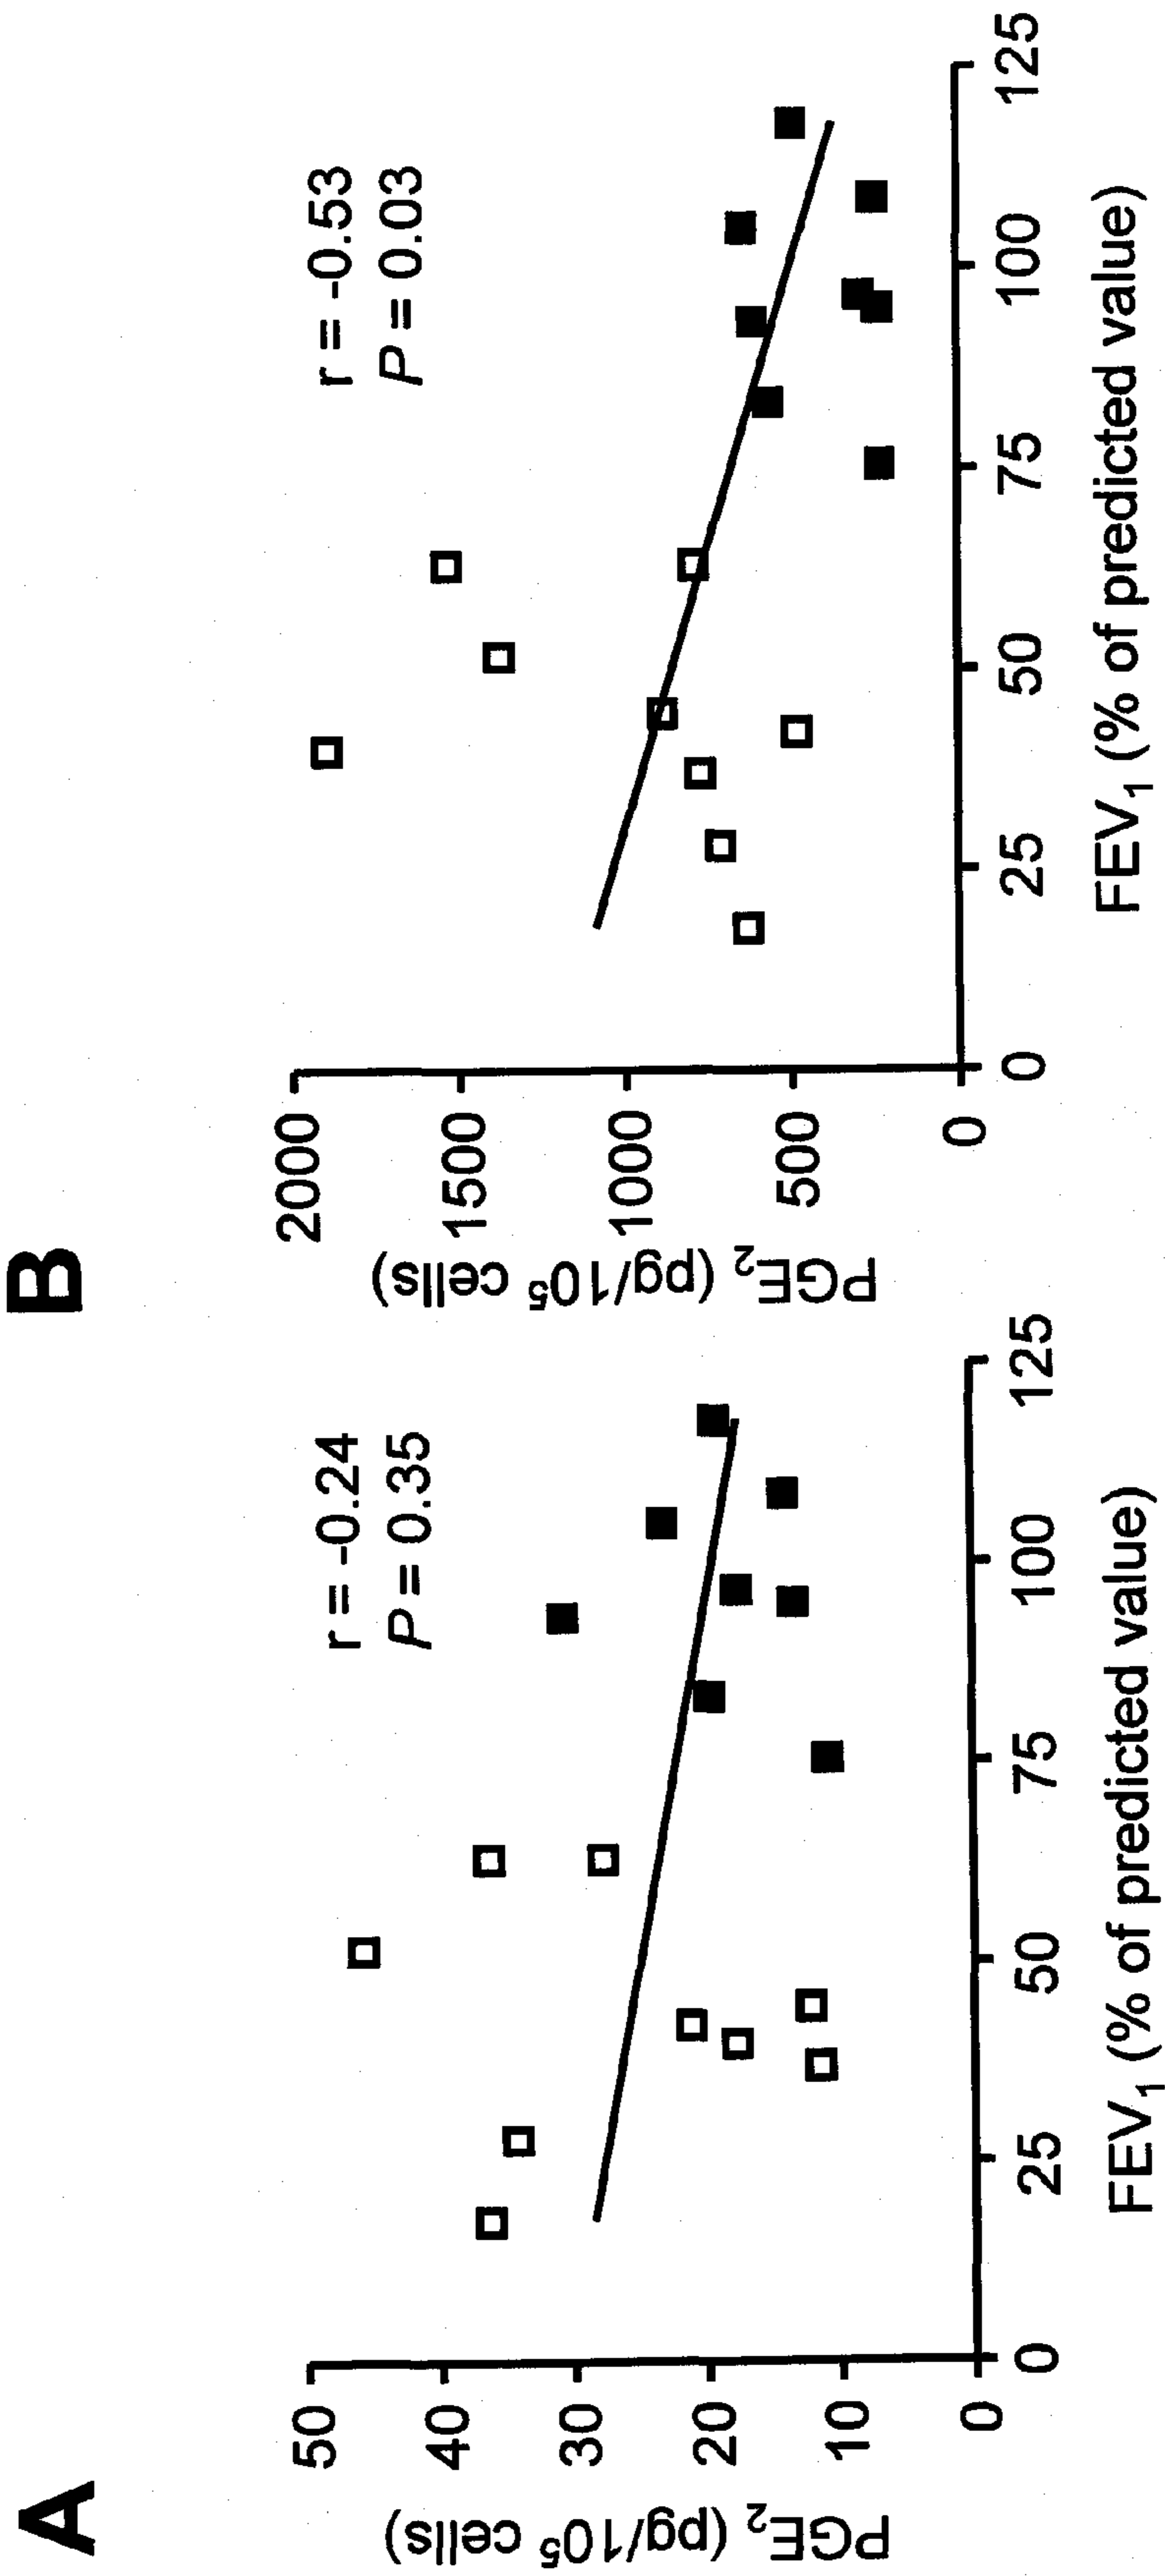 A
r = -0.24
P = 0.35
50
40
30
20
10
0
PGE₂ (pg/10⁵ cells)
0 25 50 75 100 125
FEV₁ (% of predicted value)
B
r = -0.53
P = 0.03
2000
1500
1000
500
0
PGE₂ (pg/10⁵ cells)
0 25 50 75 100 125
FEV₁ (% of predicted value)